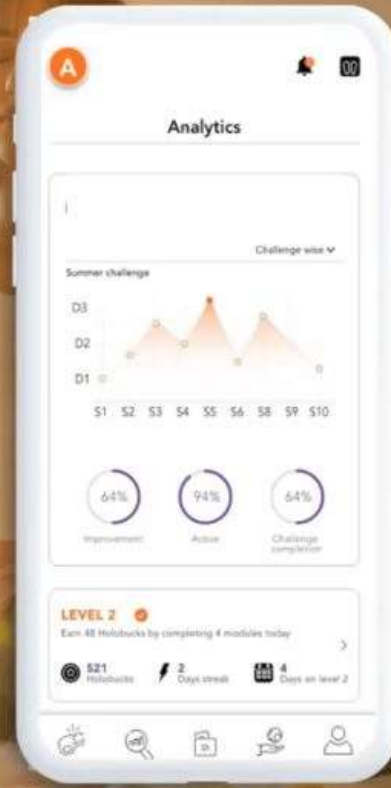 A
Analytics
Challenge wise
Summer challenge
D3
D2
D1
S1 S2 S3 S4 S5 S6 S8 S9 S10
64% 94% 64%
Improvement Active Challenge
completion
LEVEL 2
Earn 48 Holobucks by completing 4 modules today
521 2 4
Holobucks Days streak Days on level 2